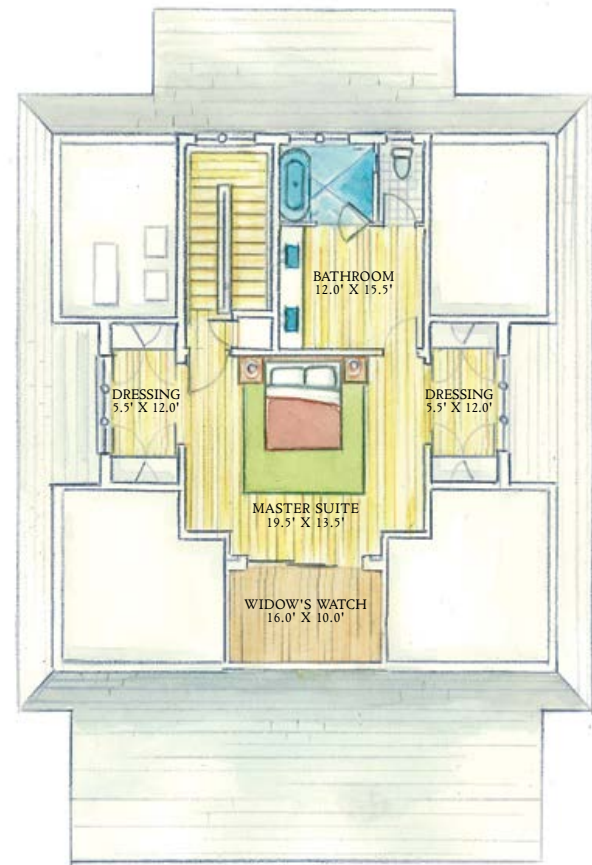 BATHROOM
12.0' X 15.5'
DRESSING
5.5' X 12.0'
DRESSING
5.5' X 12.0'
MASTER SUITE
19.5' X 13.5'
WIDOW'S WATCH
16.0' X 10.0'